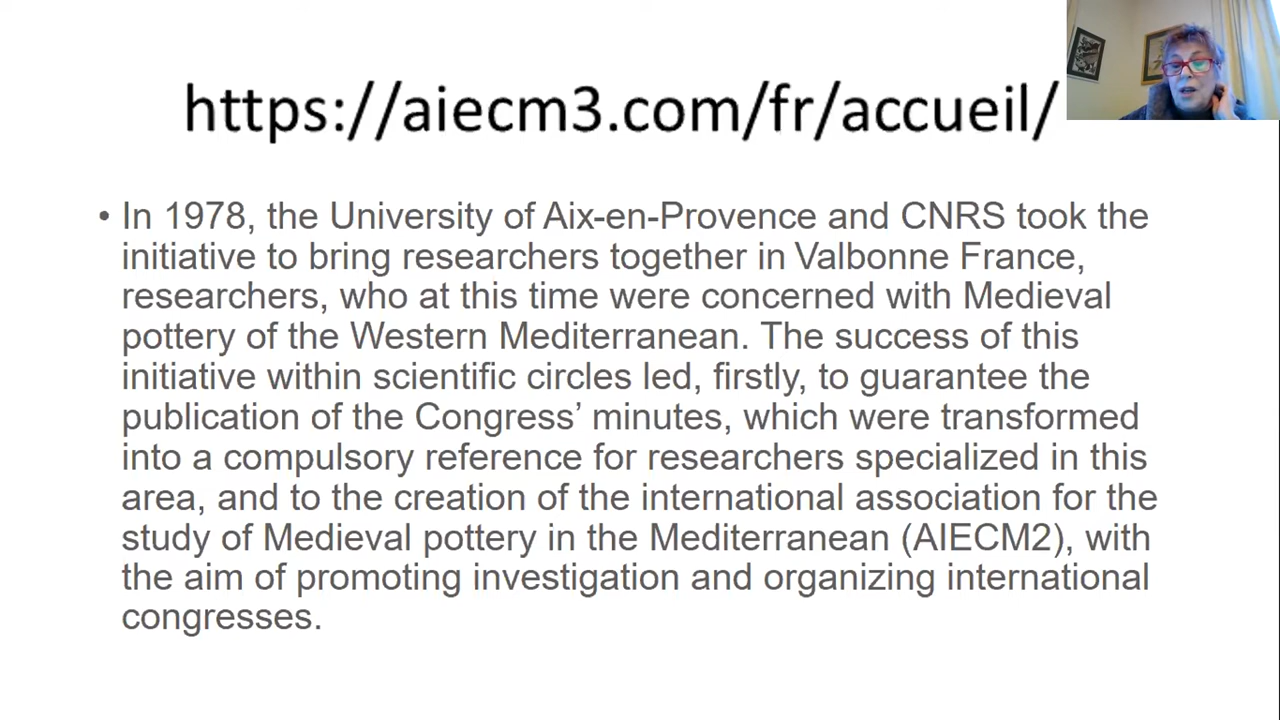 https://aiecm3.com/fr/accueil/
• In 1978, the University of Aix-en-Provence and CNRS took the
initiative to bring researchers together in Valbonne France,
researchers, who at this time were concerned with Medieval
pottery of the Western Mediterranean. The success of this
initiative within scientific circles led, firstly, to guarantee the
publication of the Congress’ minutes, which were transformed
into a compulsory reference for researchers specialized in this
area, and to the creation of the international association for the
study of Medieval pottery in the Mediterranean (AIECM2), with
the aim of promoting investigation and organizing international
congresses.